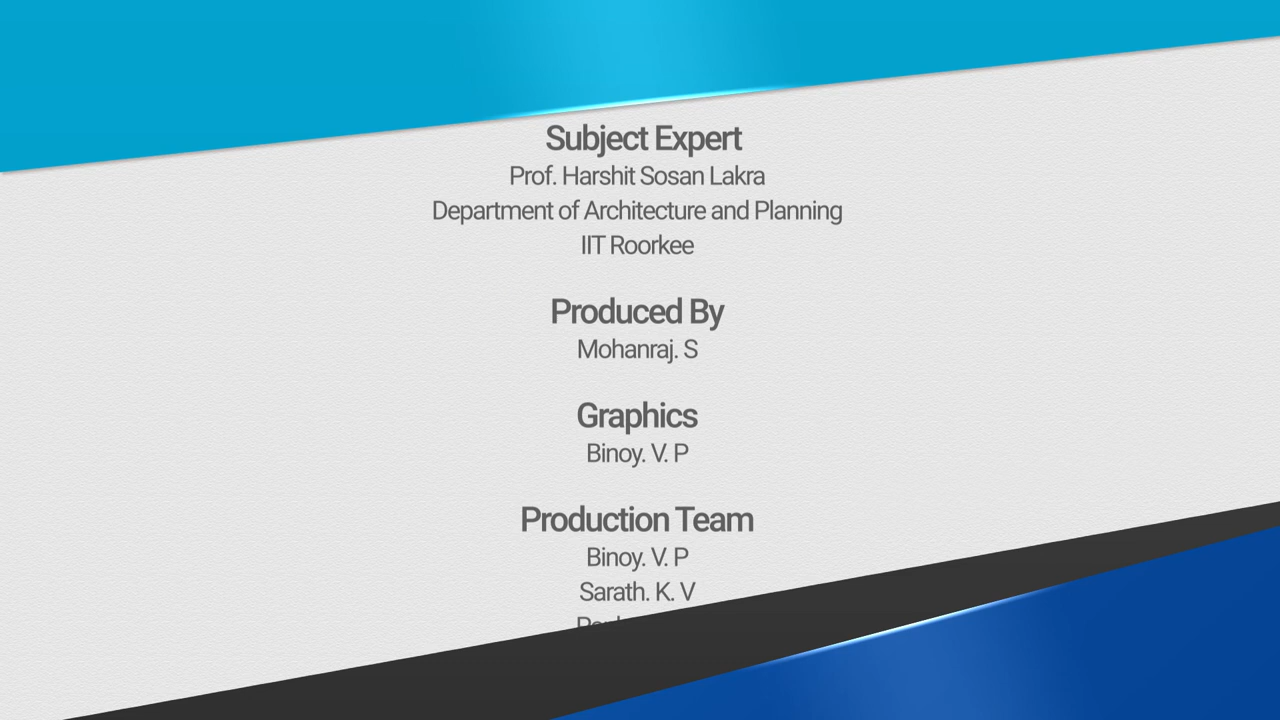 Subject Expert
Prof. Harshit Sosan Lakra
Department of Architecture and Planning
IIT Roorkee
Produced By
Mohanraj. S
Graphics
Binoy. V. P
Production Team
Binoy. V. P
Sarath. K. V